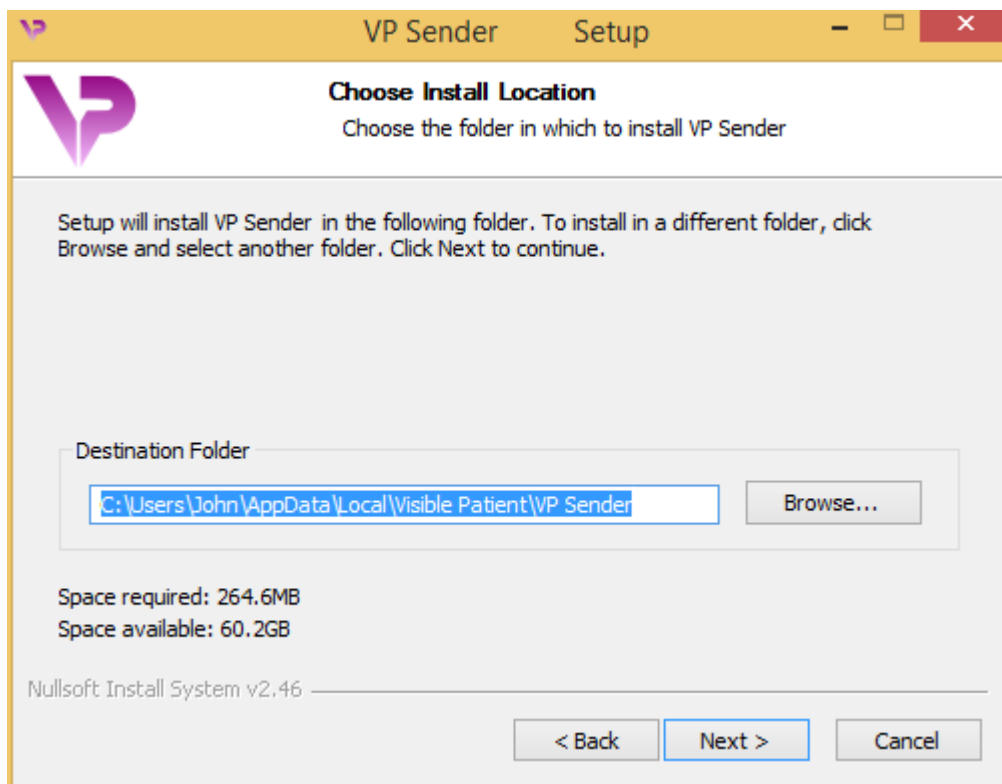 VP Sender Setup
VP
Choose Install Location
Choose the folder in which to install VP Sender
Setup will install VP Sender in the following folder. To install in a different folder, click
Browse and select another folder. Click Next to continue.
Destination Folder
C:\Users\John\AppData\Local\Visible Patient\VP Sender
Browse...
Space required: 264.6MB
Space available: 60.2GB
Nullsoft Install System v2.46
< Back
Next >
Cancel